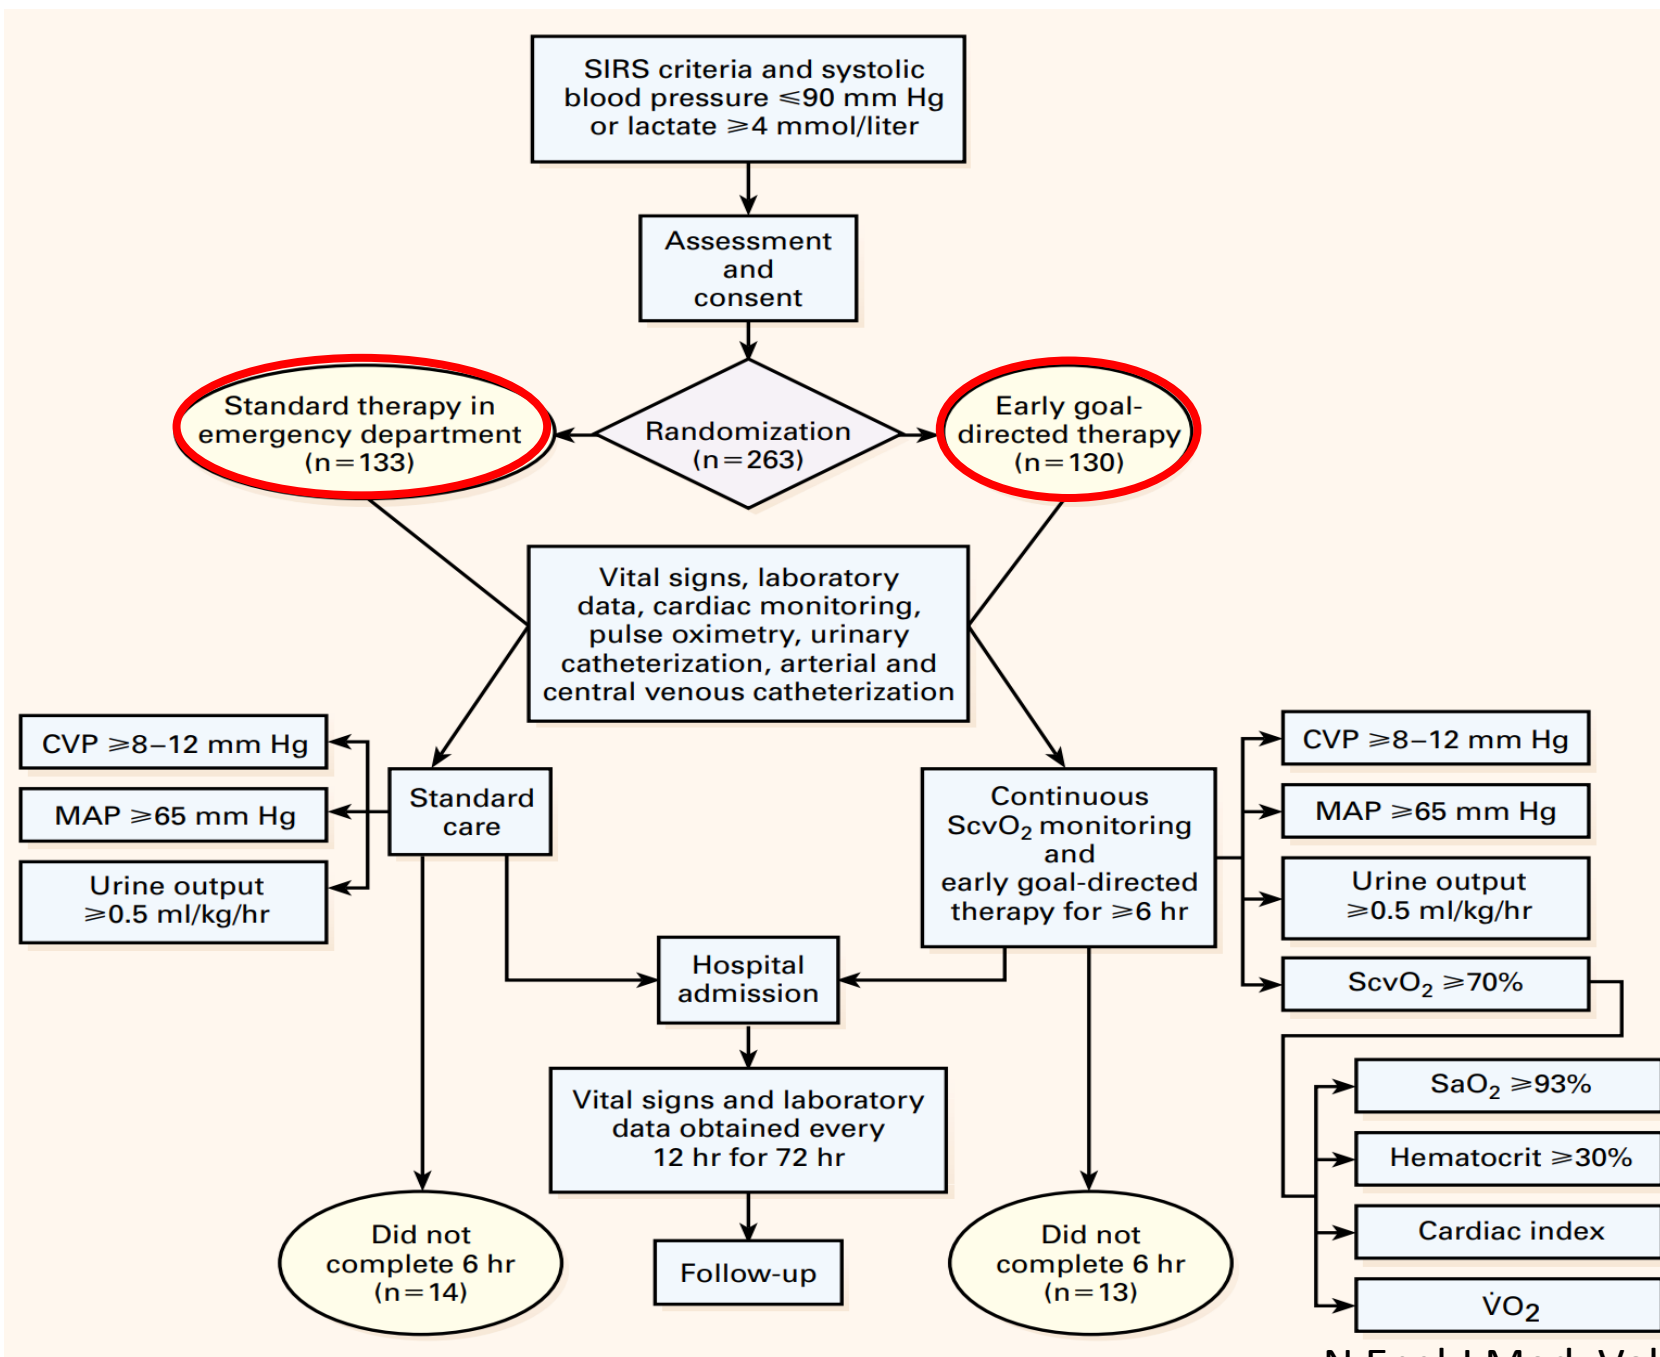 SIRS criteria and systolic
blood pressure ⩽90 mm Hg
or lactate ⩾4 mmol/liter
Assessment
and
consent
Standard therapy in
emergency department
(n=133)
Randomization
(n=263)
Early goal-
directed therapy
(n=130)
Vital signs, laboratory
data, cardiac monitoring,
pulse oximetry, urinary
catheterization, arterial and
central venous catheterization
CVP ⩾8–12 mm Hg
MAP ⩾65 mm Hg
Urine output
⩾0.5 ml/kg/hr
Standard
care
Continuous
ScvO₂ monitoring
and
early goal-directed
therapy for ⩾6 hr
CVP ⩾8–12 mm Hg
MAP ⩾65 mm Hg
Urine output
⩾0.5 ml/kg/hr
ScvO₂ ⩾70%
SaO₂ ⩾93%
Hematocrit ⩾30%
Cardiac index
V̇O₂
Hospital
admission
Vital signs and laboratory
data obtained every
12 hr for 72 hr
Follow-up
Did not
complete 6 hr
(n=14)
Did not
complete 6 hr
(n=13)